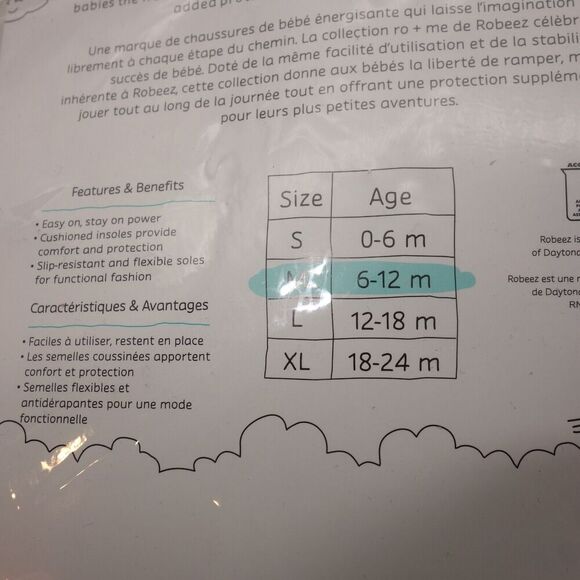 babies the
added
Une marque de chaussures de bébé énergisante qui laisse l'imagination
librement à chaque étape du chemin. La collection ro + me de Robeez célèbr
succès de bébé. Doté de la même facilité d'utilisation et de la stabili
inhérente à Robeez, cette collection donne aux bébés la liberté de ramper, m
jouer tout au long de la journée tout en offrant une protection supplém
pour leurs plus petites aventures.
Features & Benefits
• Easy on, stay on power
• Cushioned insoles provide
comfort and protection
• Slip-resistant and flexible soles
for functional fashion
Caractéristiques & Avantages
• Faciles à utiliser, restent en place
• Les semelles coussinées apportent
confort et protection
• Semelles flexibles et
antidérapantes pour une mode
fonctionnelle
Size Age
S 0-6 m
M 6-12 m
L 12-18 m
XL 18-24 m
Robeez is
of Dayton
Robeez est une
de Dayton
RN